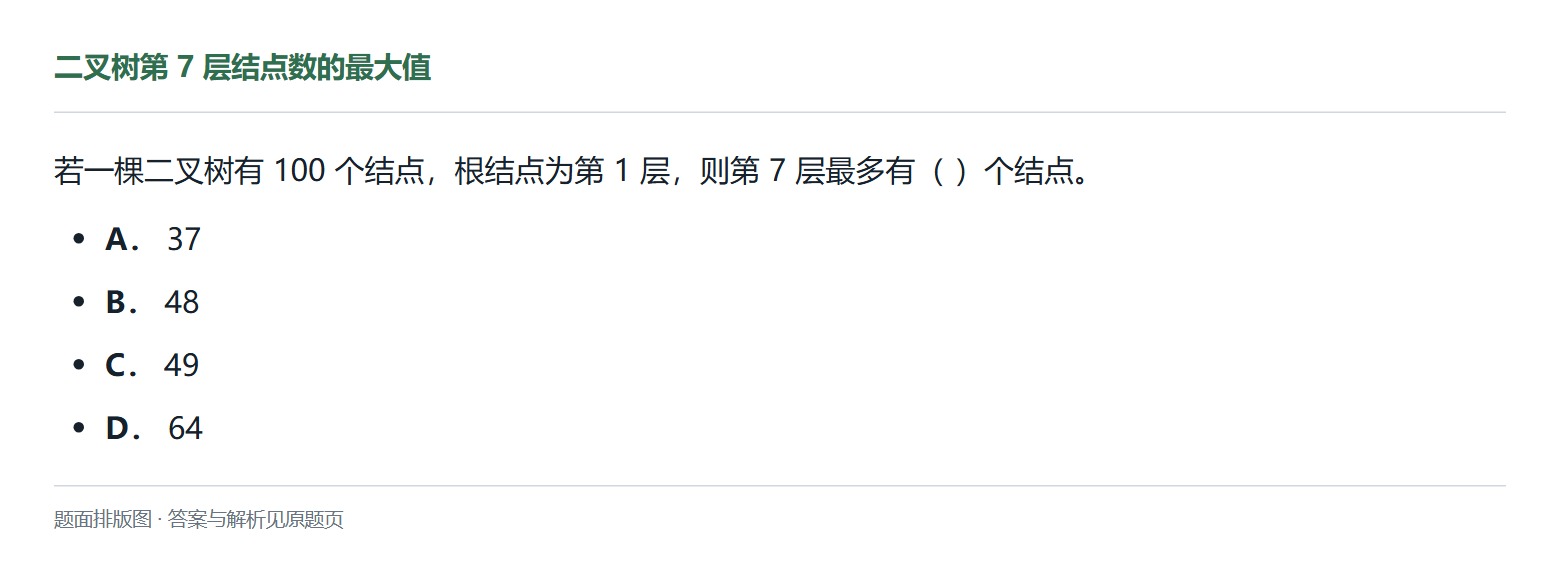 二叉树第 7 层结点数的最大值
若一棵二叉树有 100 个结点，根结点为第 1 层，则第 7 层最多有（ ）个结点。
• A． 37
• B． 48
• C． 49
• D． 64
题面排版图 · 答案与解析见原题页